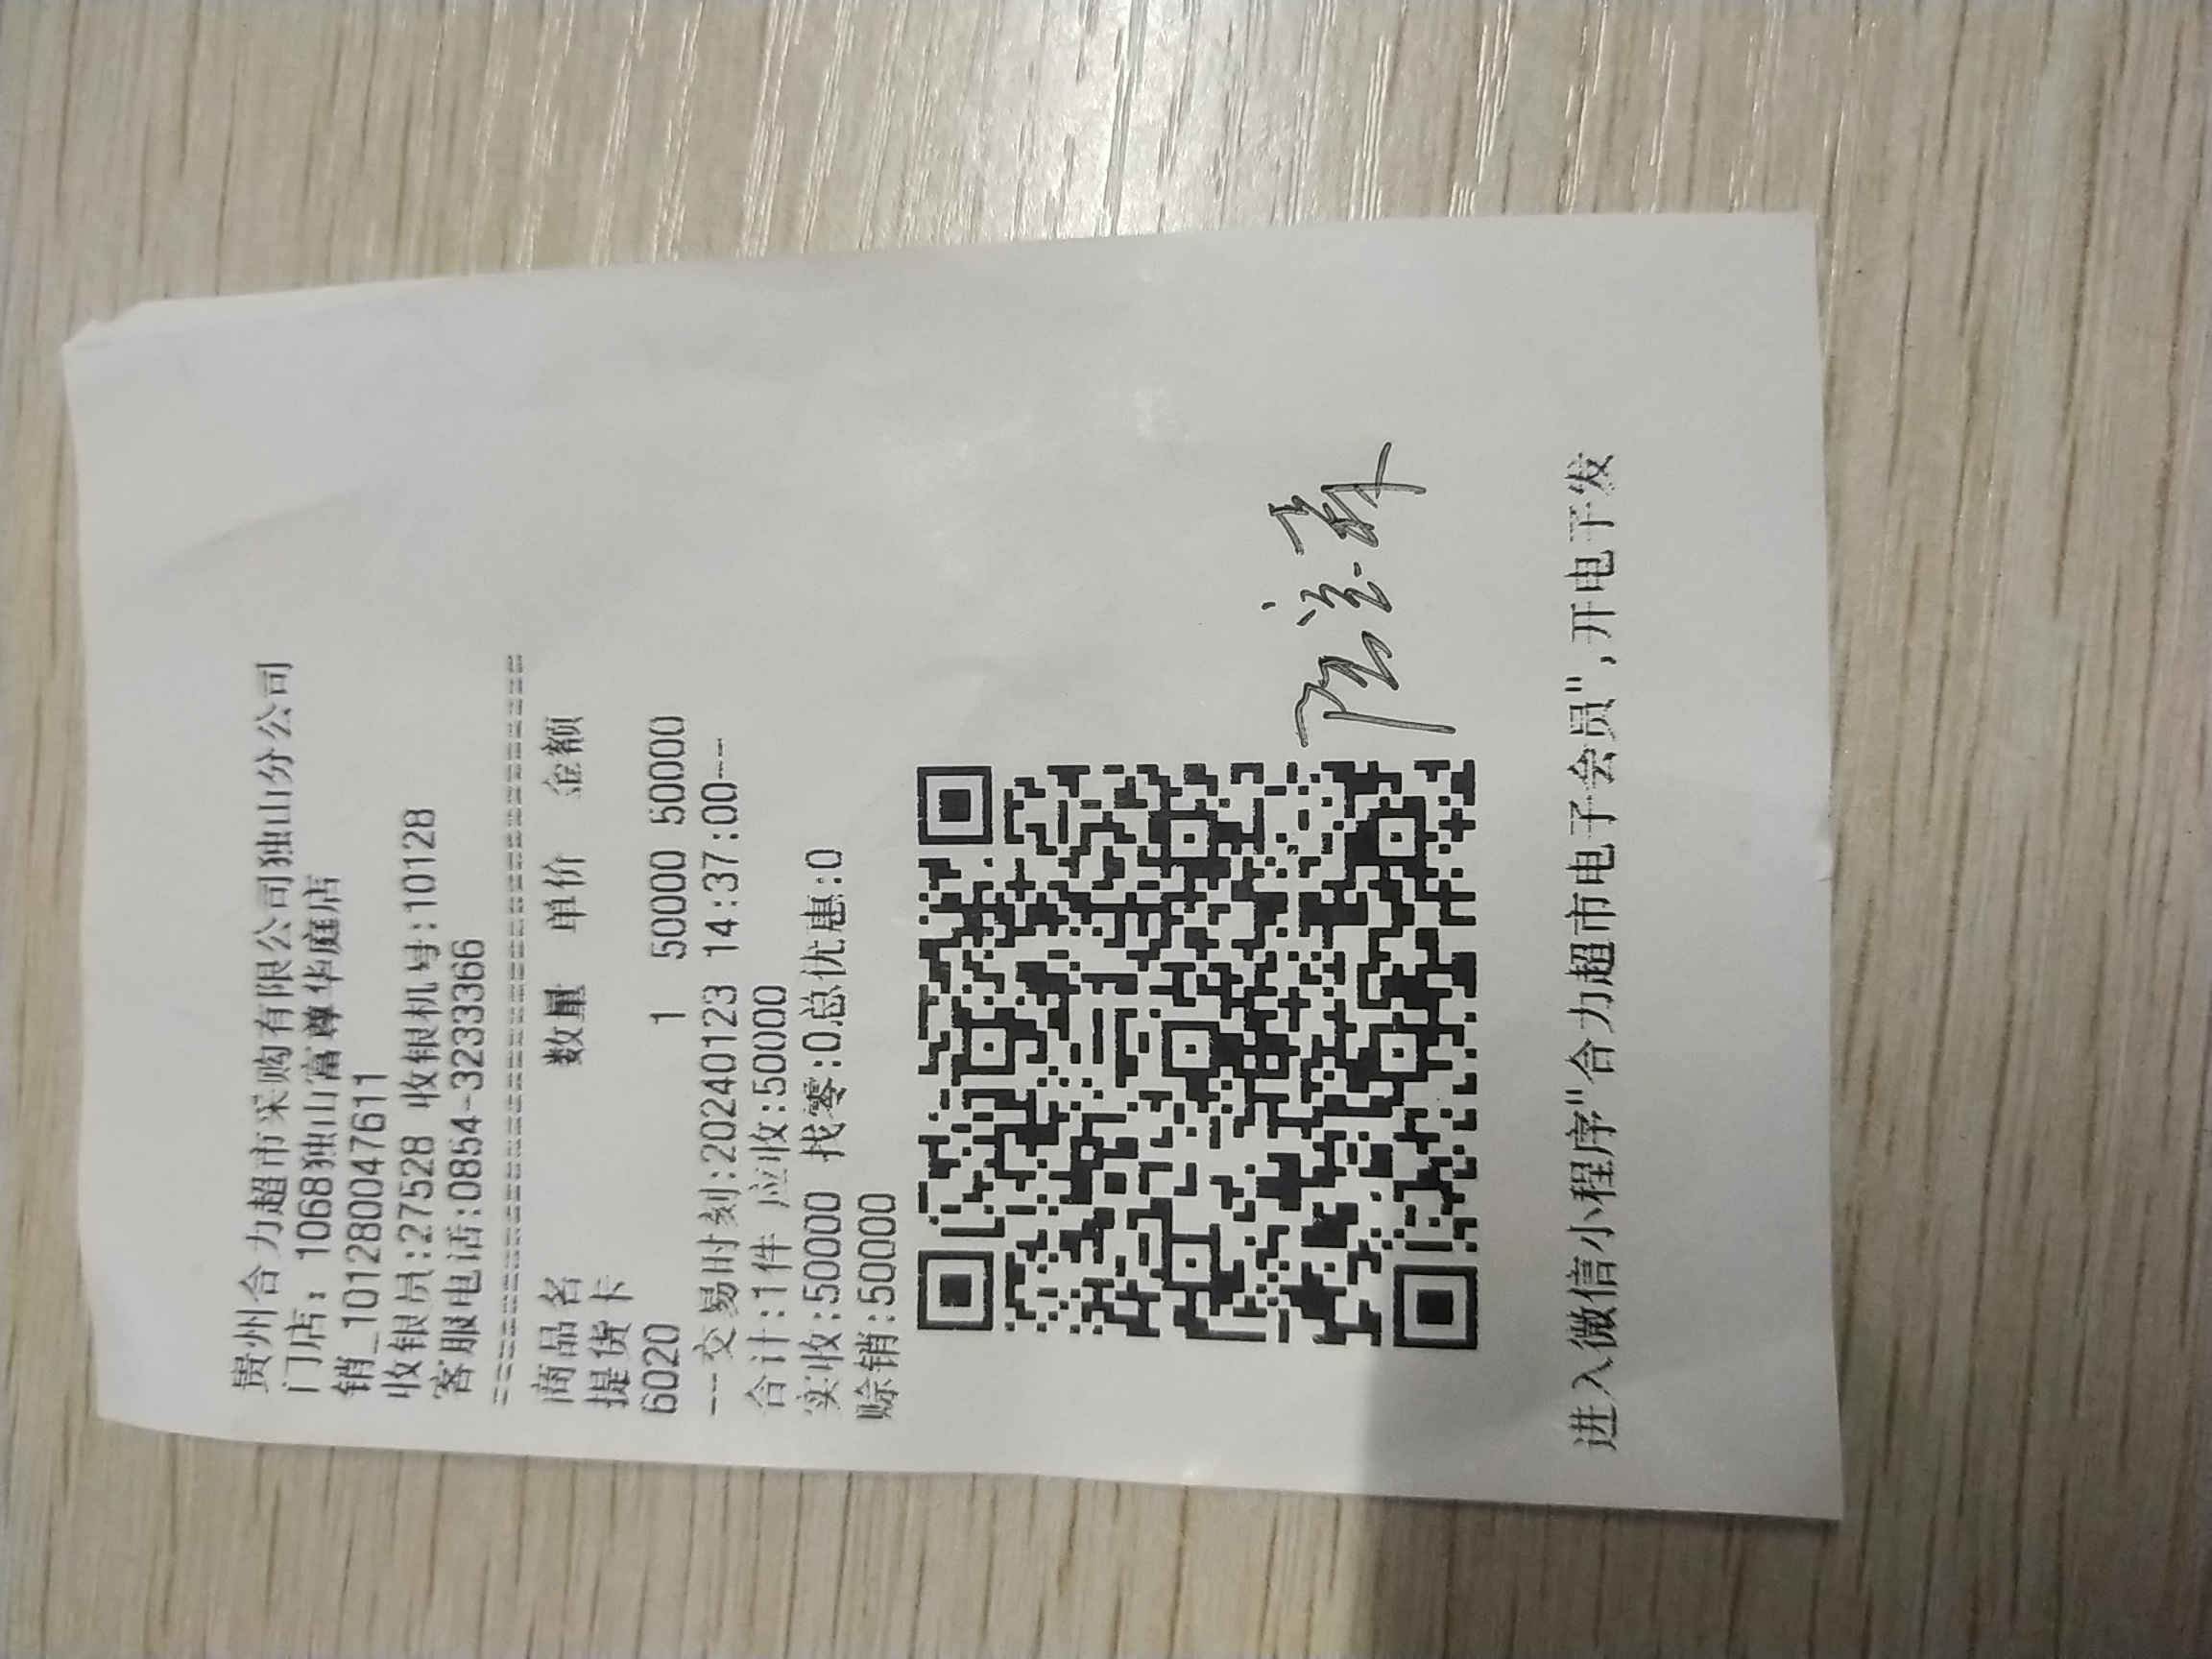 贵州合力超市采购有限公司独山分公司
门店: 1068独山富尊华庭店
销_101280047611
收银员:27528 收银机号:10128
客服电话:0854-3233366
商品名 数量 单价 金额
提货卡
6020 1 50000 50000
--交易时刻:20240123 14:37:00--
合计:1件 应收:50000
实收:50000 找零:0总优惠:0
赊销:50000
进入微信小程序"合力超市电子会员",开电子发